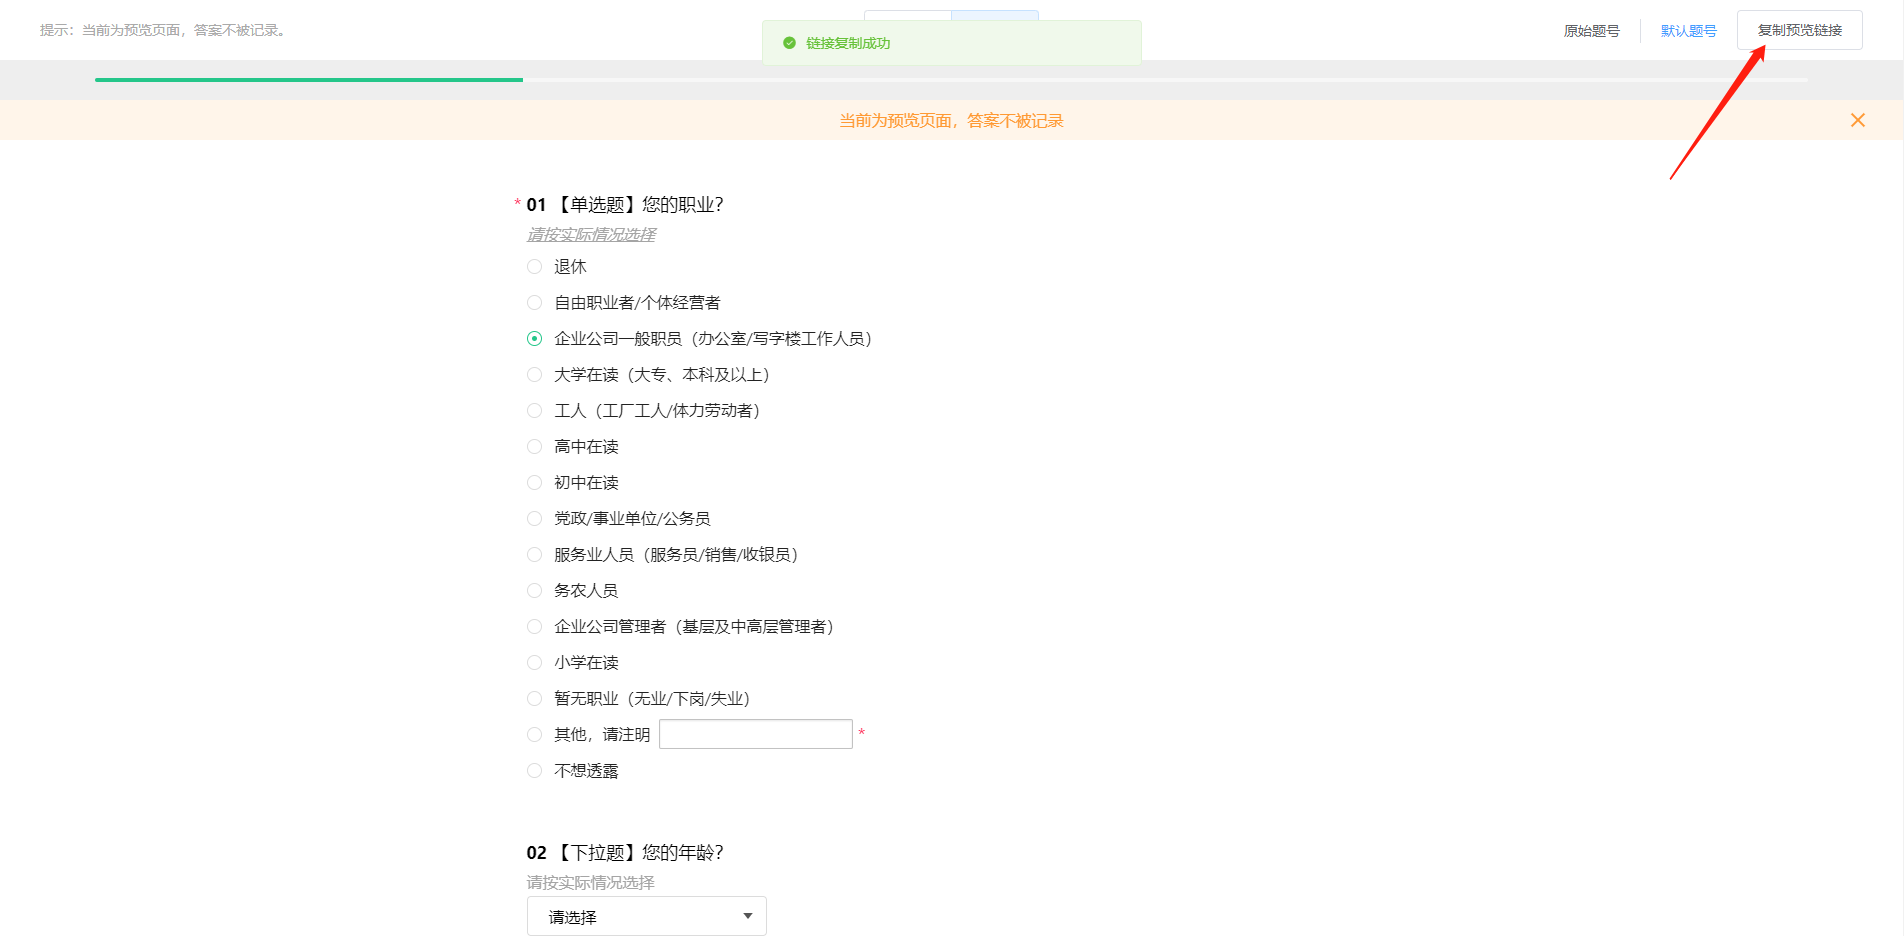 提示：当前为预览页面，答案不被记录。
链接复制成功
原始题号
默认题号
复制预览链接
当前为预览页面，答案不被记录
* 01 【单选题】您的职业？
请按实际情况选择
退休
自由职业者/个体经营者
企业公司一般职员（办公室/写字楼工作人员）
大学在读（大专、本科及以上）
工人（工厂工人/体力劳动者）
高中在读
初中在读
党政/事业单位/公务员
服务业人员（服务员/销售/收银员）
务农人员
企业公司管理者（基层及中高层管理者）
小学在读
暂无职业（无业/下岗/失业）
其他，请注明 *
不想透露
02 【下拉题】您的年龄？
请按实际情况选择
请选择